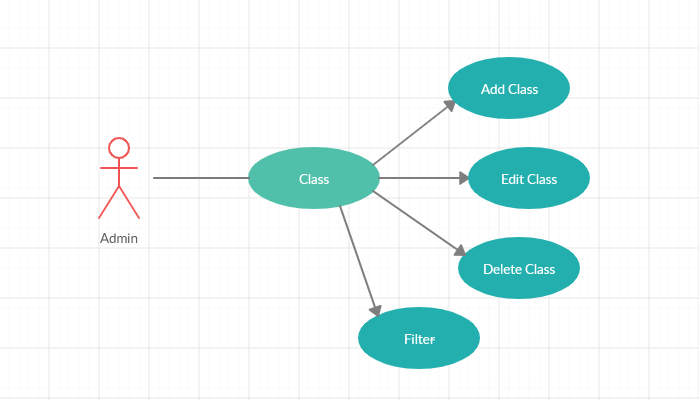 Add Class
Class
Edit Class
Admin
Delete Class
Filter